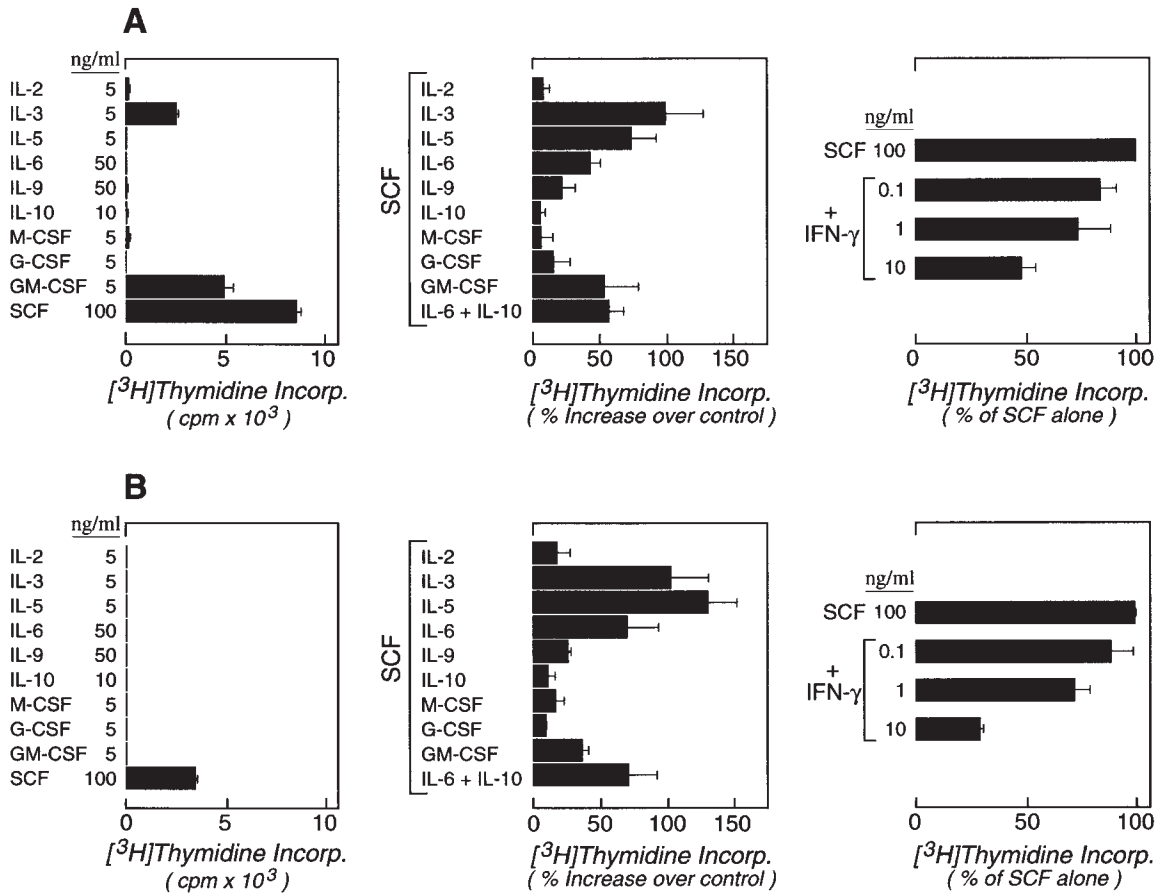 A
ng/ml
IL-2 5
IL-3 5
IL-5 5
IL-6 50
IL-9 50
IL-10 10
M-CSF 5
G-CSF 5
GM-CSF 5
SCF 100
0 5 10
[³H]Thymidine Incorp.
( cpm x 10³ )
SCF
IL-2
IL-3
IL-5
IL-6
IL-9
IL-10
M-CSF
G-CSF
GM-CSF
IL-6 + IL-10
0 50 100 150
[³H]Thymidine Incorp.
( % Increase over control )
ng/ml
SCF 100
+
IFN-γ
0.1
1
10
0 50 100
[³H]Thymidine Incorp.
( % of SCF alone )
B
ng/ml
IL-2 5
IL-3 5
IL-5 5
IL-6 50
IL-9 50
IL-10 10
M-CSF 5
G-CSF 5
GM-CSF 5
SCF 100
0 5 10
[³H]Thymidine Incorp.
( cpm x 10³ )
SCF
IL-2
IL-3
IL-5
IL-6
IL-9
IL-10
M-CSF
G-CSF
GM-CSF
IL-6 + IL-10
0 50 100 150
[³H]Thymidine Incorp.
( % Increase over control )
ng/ml
SCF 100
+
IFN-γ
0.1
1
10
0 50 100
[³H]Thymidine Incorp.
( % of SCF alone )